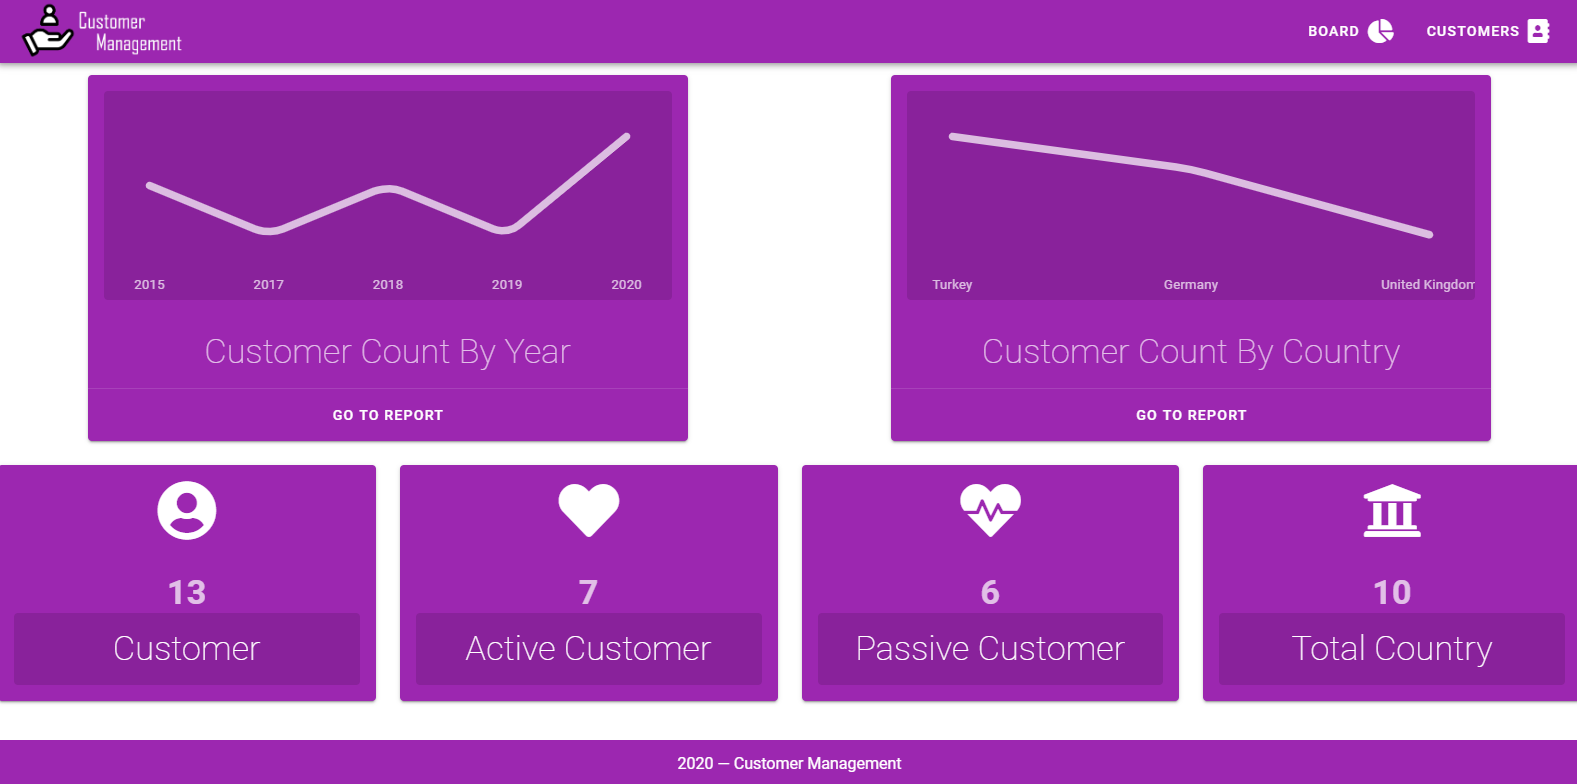 Customer
Management
BOARD
CUSTOMERS
2015 2017 2018 2019 2020
Customer Count By Year
GO TO REPORT
Turkey Germany United Kingdom
Customer Count By Country
GO TO REPORT
13
Customer
7
Active Customer
6
Passive Customer
10
Total Country
2020 — Customer Management